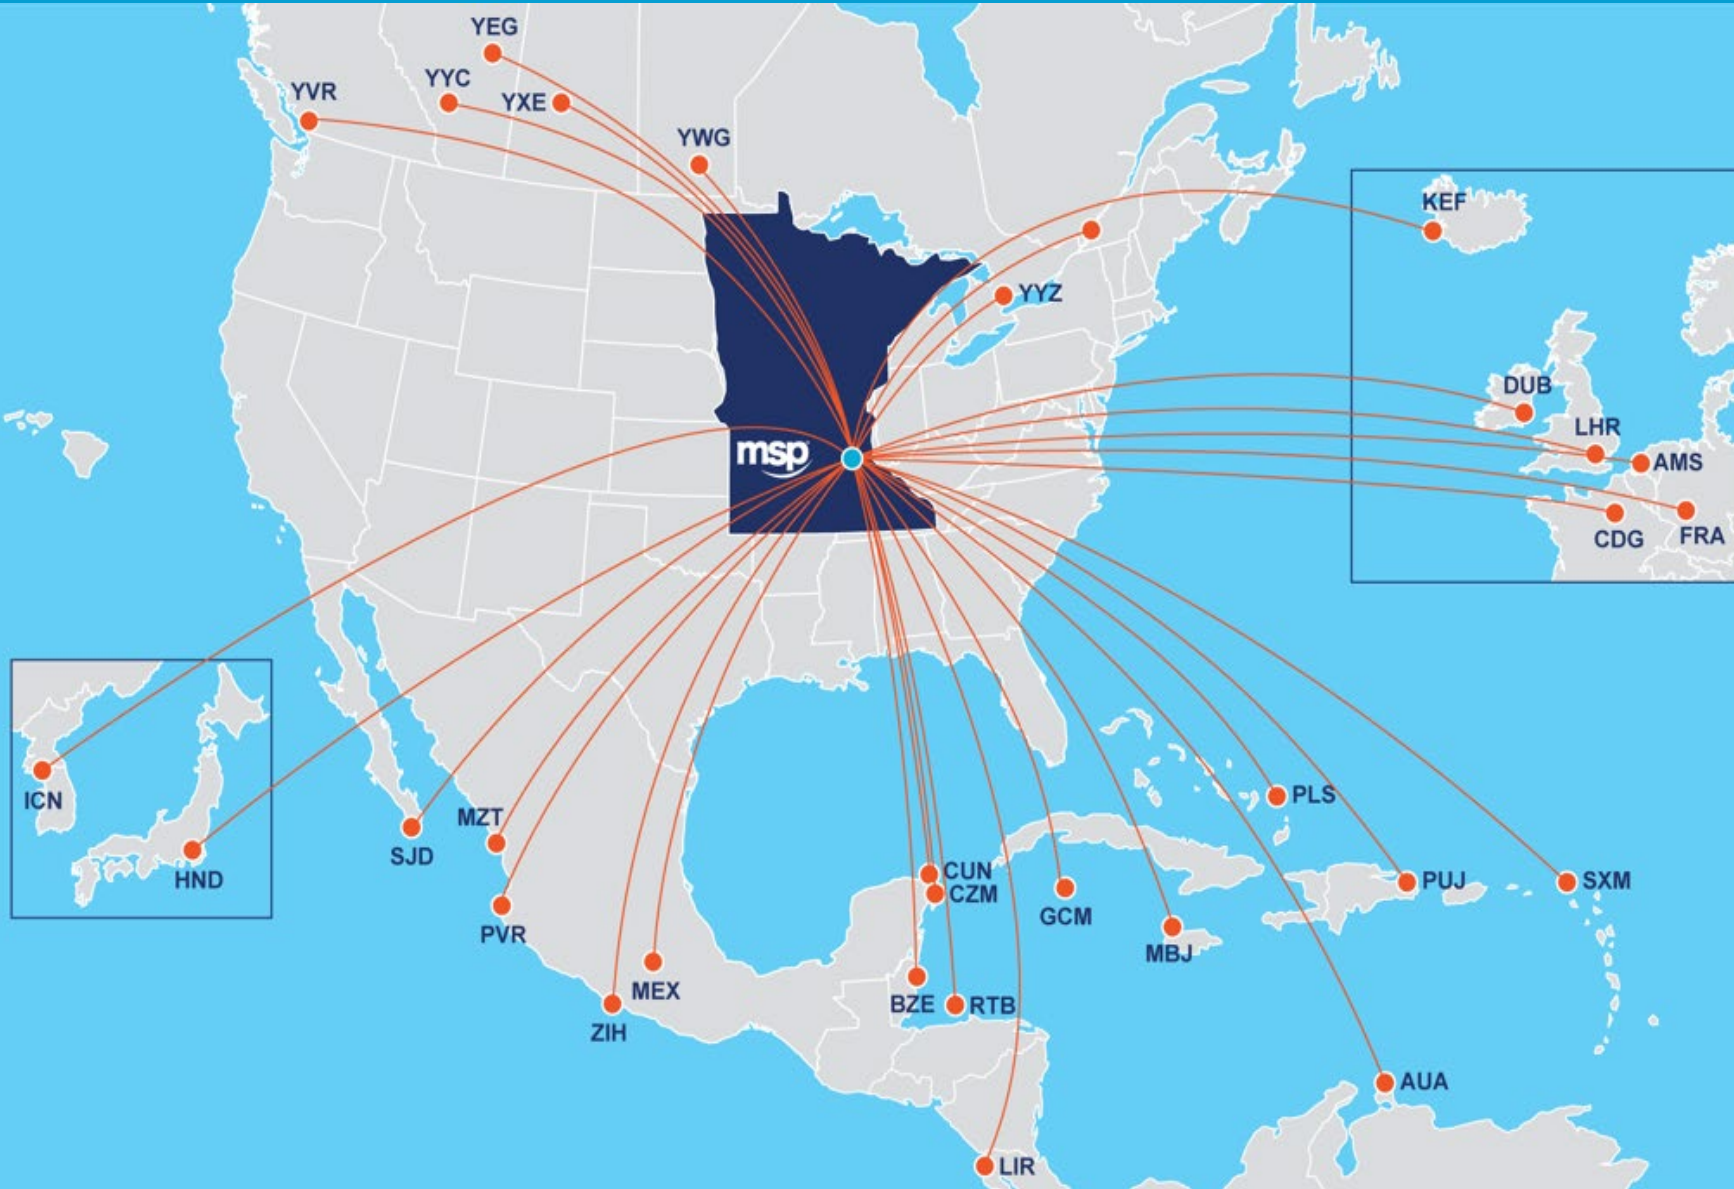 YEG
YYC
YXE
YVR
YWG
KEF
YYZ
DUB
LHR
AMS
CDG
FRA
msp
ICN
HND
SJD
MZT
PVR
MEX
ZIH
CUN
CZM
BZE
RTB
GCM
MBJ
PLS
PUJ
SXM
AUA
LIR